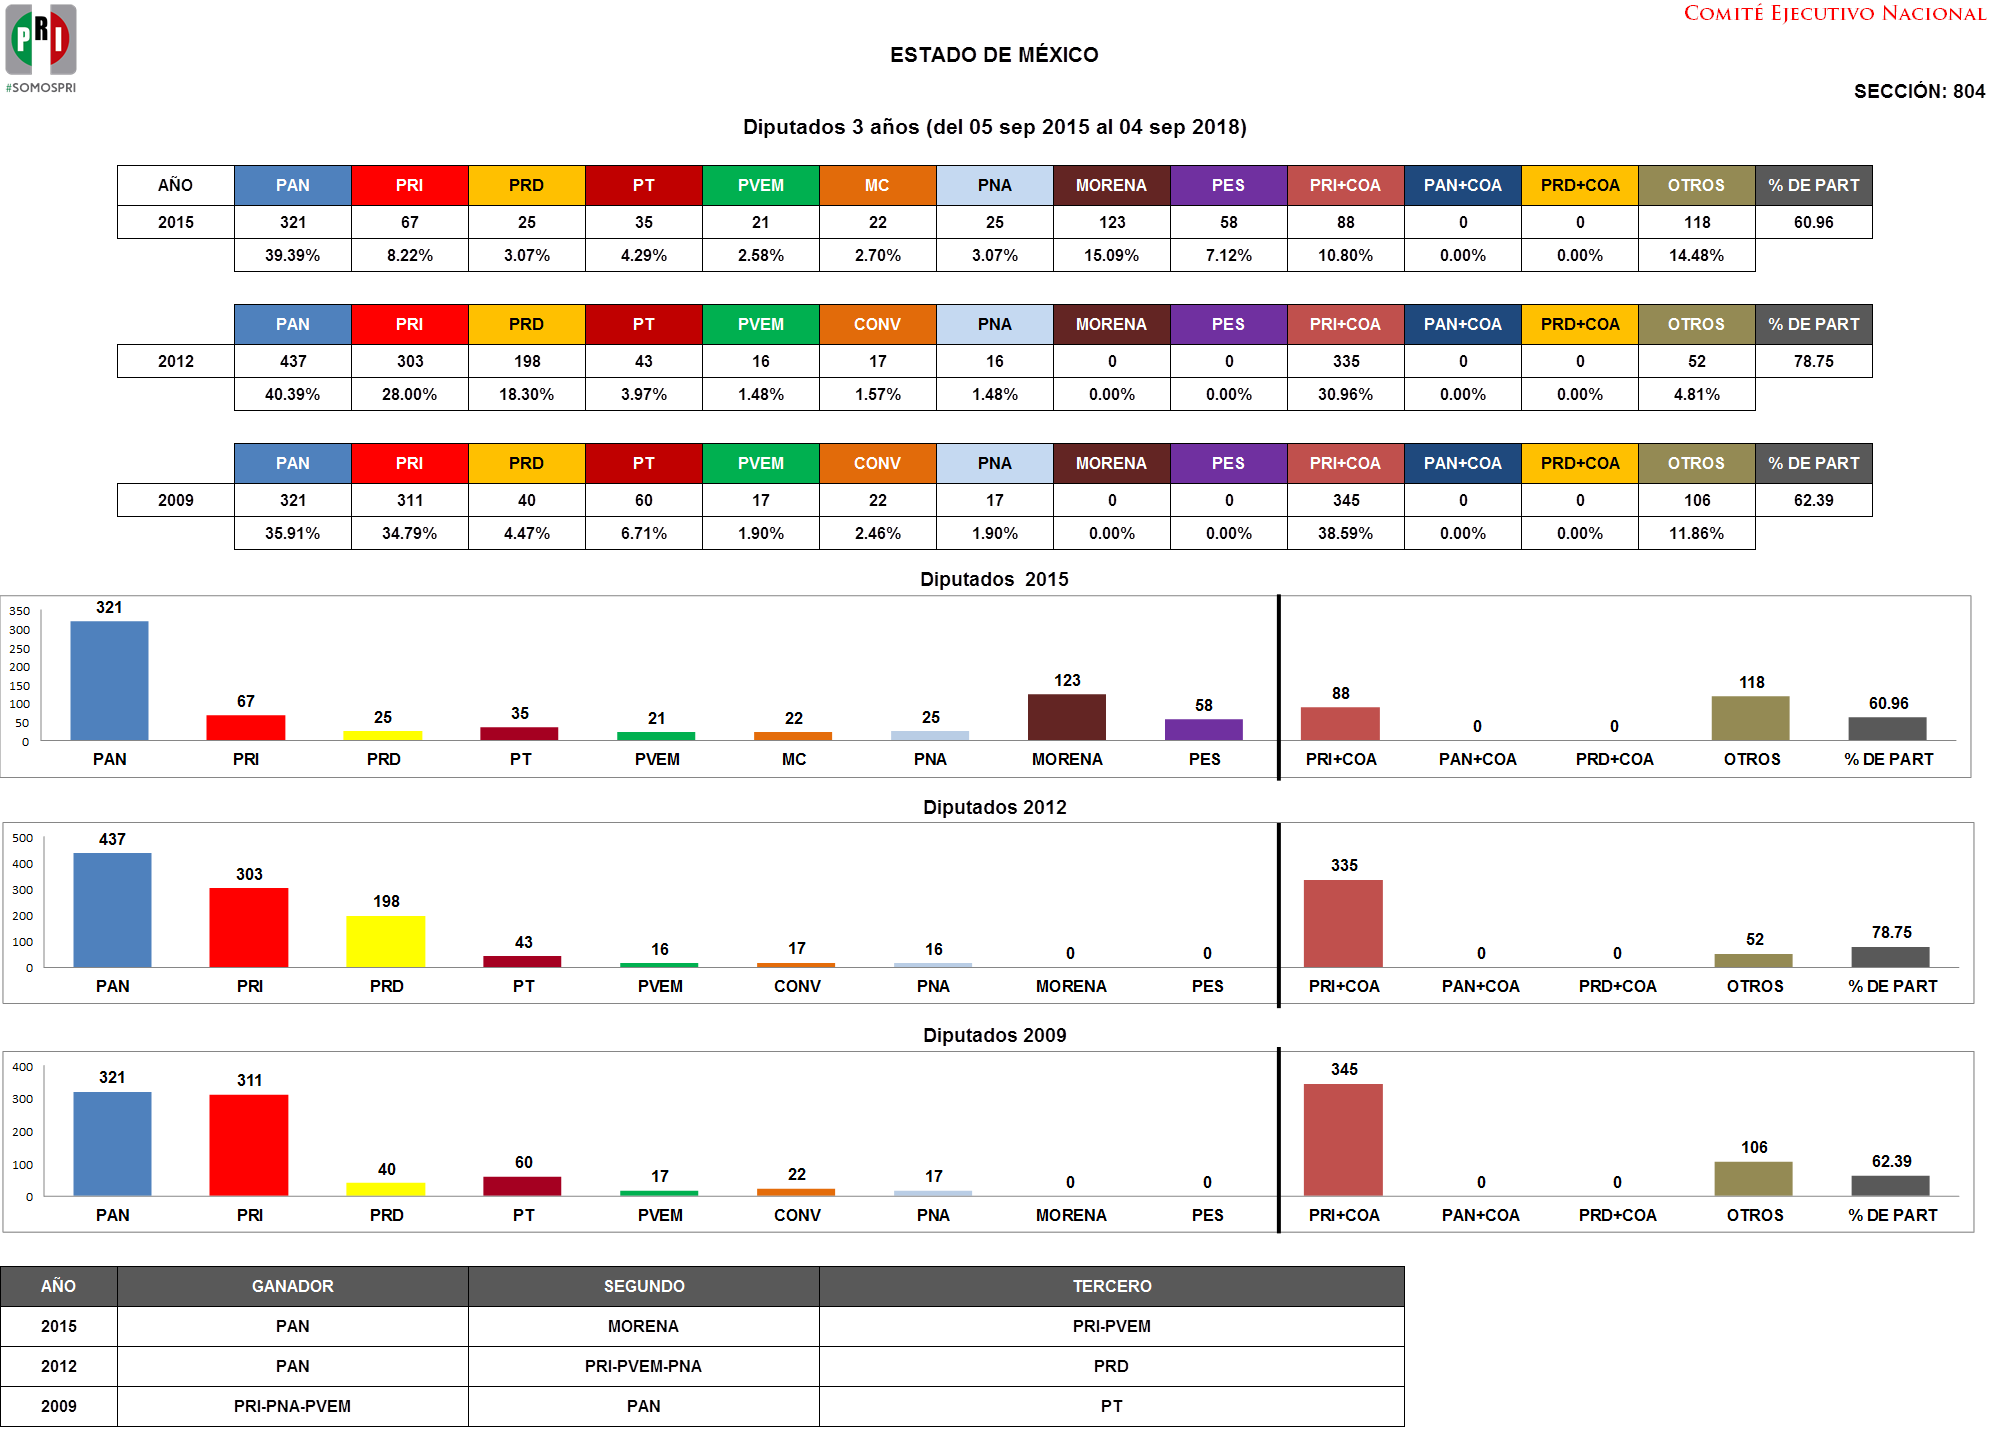 PRI
#SOMOSPRI
COMITÉ EJECUTIVO NACIONAL
ESTADO DE MÉXICO
SECCIÓN: 804
Diputados 3 años (del 05 sep 2015 al 04 sep 2018)
AÑO PAN PRI PRD PT PVEM MC PNA MORENA PES PRI+COA PAN+COA PRD+COA OTROS % DE PART
2015 321 67 25 35 21 22 25 123 58 88 0 0 118 60.96
39.39% 8.22% 3.07% 4.29% 2.58% 2.70% 3.07% 15.09% 7.12% 10.80% 0.00% 0.00% 14.48%
PAN PRI PRD PT PVEM CONV PNA MORENA PES PRI+COA PAN+COA PRD+COA OTROS % DE PART
2012 437 303 198 43 16 17 16 0 0 335 0 0 52 78.75
40.39% 28.00% 18.30% 3.97% 1.48% 1.57% 1.48% 0.00% 0.00% 30.96% 0.00% 0.00% 4.81%
PAN PRI PRD PT PVEM CONV PNA MORENA PES PRI+COA PAN+COA PRD+COA OTROS % DE PART
2009 321 311 40 60 17 22 17 0 0 345 0 0 106 62.39
35.91% 34.79% 4.47% 6.71% 1.90% 2.46% 1.90% 0.00% 0.00% 38.59% 0.00% 0.00% 11.86%
Diputados 2015
350
300
250
200
150
100
50
0
321 67 25 35 21 22 25 123 58 88 0 0 118 60.96
PAN PRI PRD PT PVEM MC PNA MORENA PES PRI+COA PAN+COA PRD+COA OTROS % DE PART
Diputados 2012
500
400
300
200
100
0
437 303 198 43 16 17 16 0 0 335 0 0 52 78.75
PAN PRI PRD PT PVEM CONV PNA MORENA PES PRI+COA PAN+COA PRD+COA OTROS % DE PART
Diputados 2009
400
300
200
100
0
321 311 40 60 17 22 17 0 0 345 0 0 106 62.39
PAN PRI PRD PT PVEM CONV PNA MORENA PES PRI+COA PAN+COA PRD+COA OTROS % DE PART
AÑO GANADOR SEGUNDO TERCERO
2015 PAN MORENA PRI-PVEM
2012 PAN PRI-PVEM-PNA PRD
2009 PRI-PNA-PVEM PAN PT